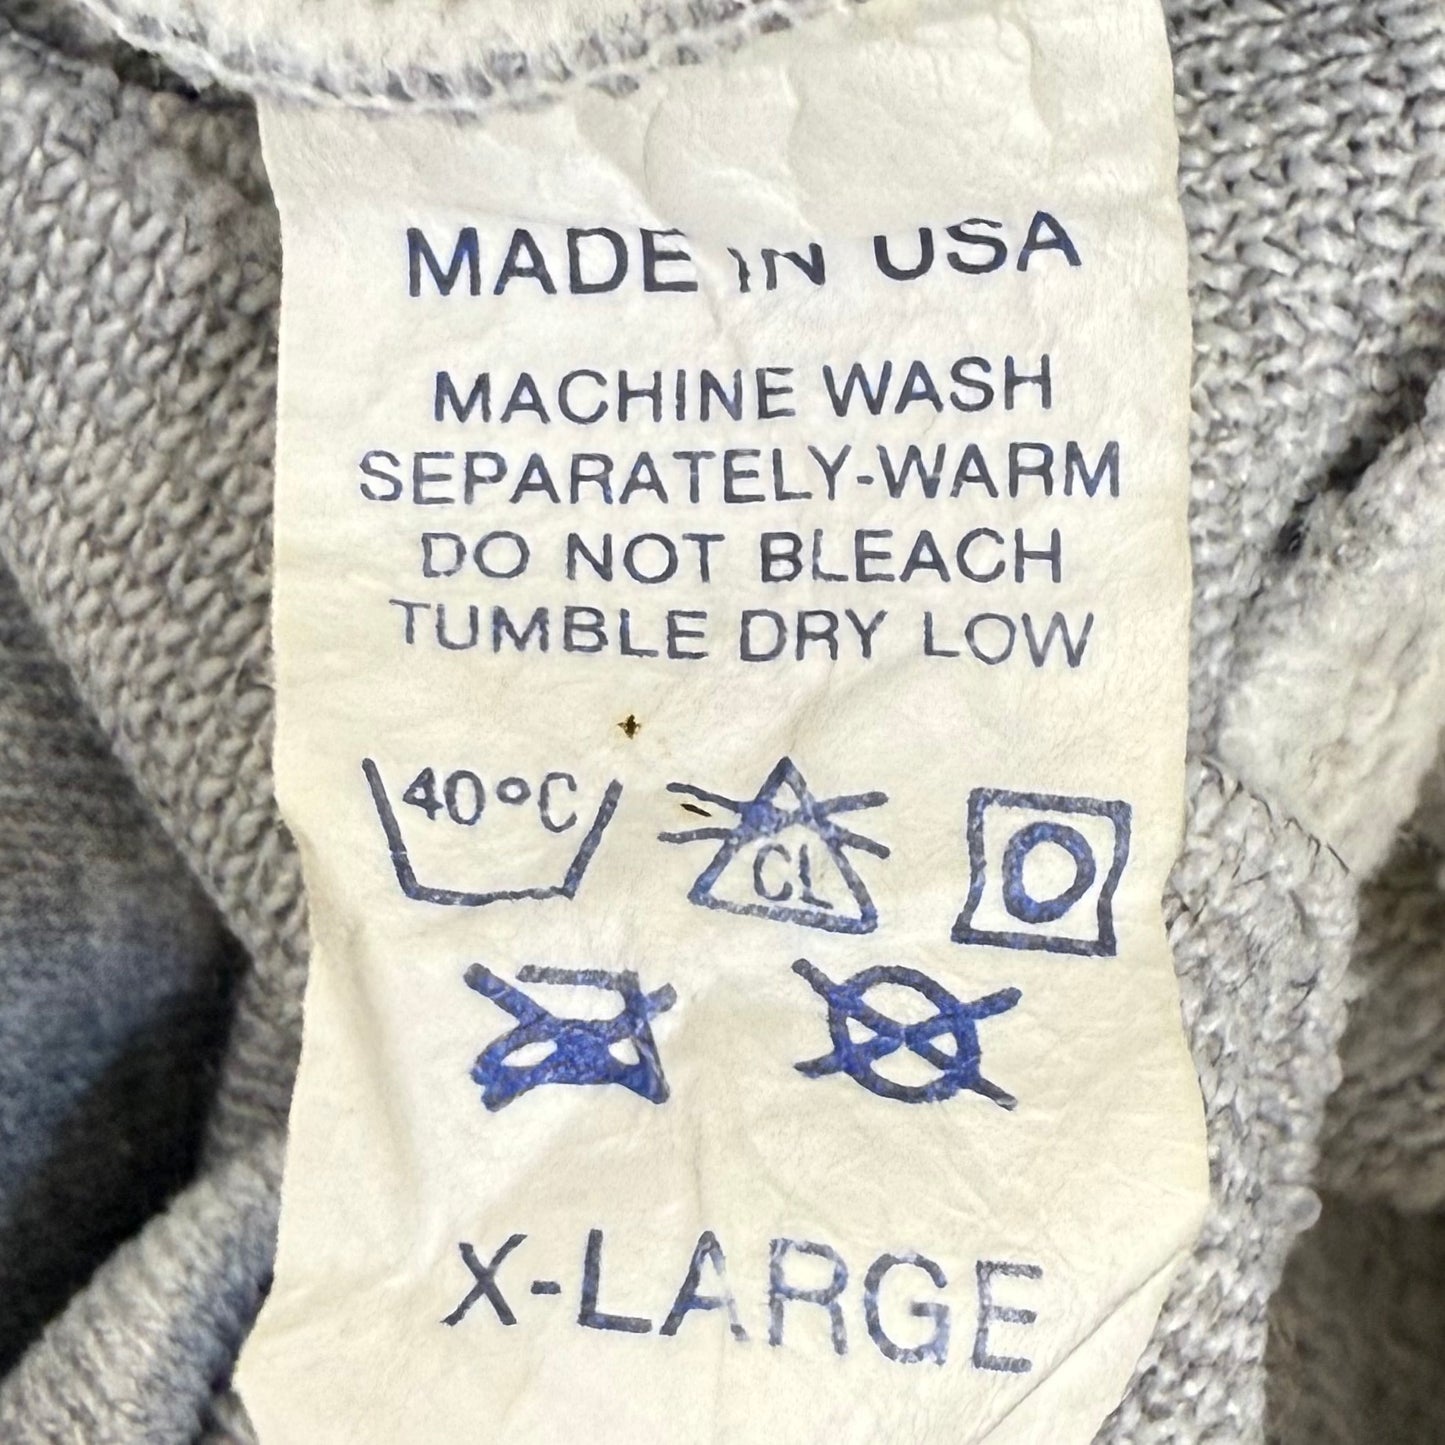 MADE IN USA
MACHINE WASH
SEPARATELY-WARM
DO NOT BLEACH
TUMBLE DRY LOW
40°C
CL
X-LARGE